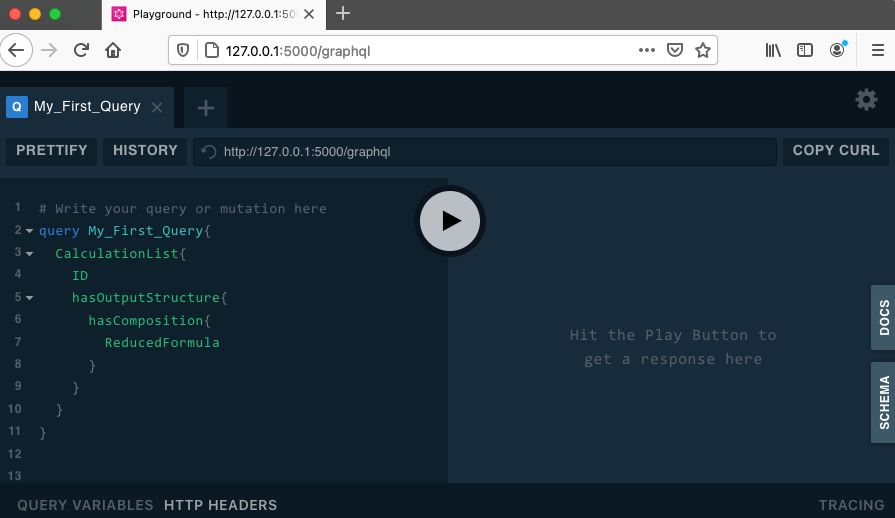 Playground - http://127.0.0.1:50
127.0.0.1:5000/graphql
Q My_First_Query
PRETTIFY HISTORY http://127.0.0.1:5000/graphql COPY CURL
1 # Write your query or mutation here
2 query My_First_Query{
3 CalculationList{
4 ID
5 hasOutputStructure{
6 hasComposition{
7 ReducedFormula
8 }
9 }
10 }
11 }
12
13
Hit the Play Button to
get a response here
DOCS
SCHEMA
QUERY VARIABLES HTTP HEADERS TRACING